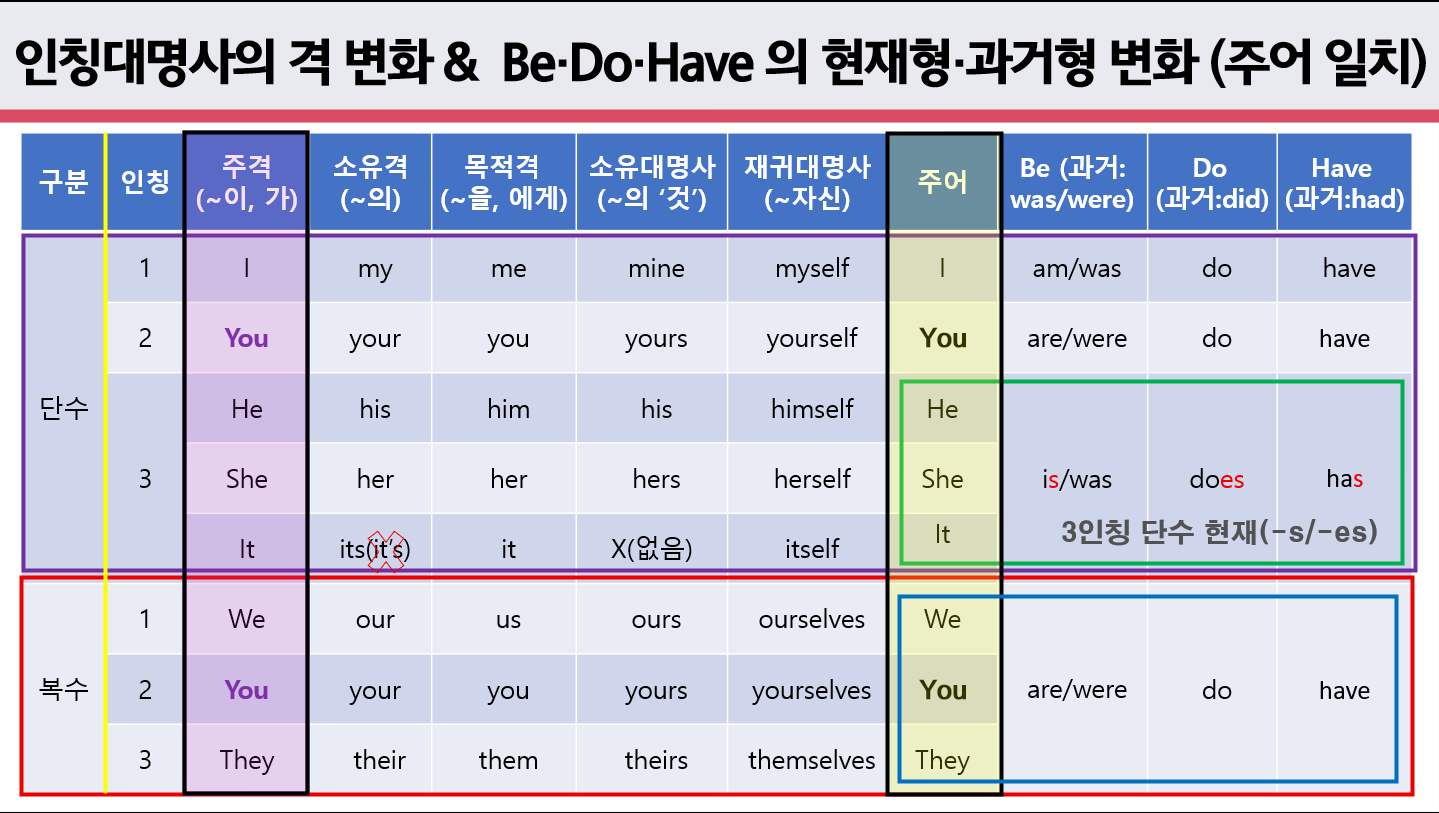 인칭대명사의 격 변화 & Be·Do·Have 의 현재형·과거형 변화 (주어 일치)
구분 인칭 주격 (~이, 가) 소유격 (~의) 목적격 (~을, 에게) 소유대명사 (~의 ‘것’) 재귀대명사 (~자신) 주어 Be (과거: was/were) Do (과거:did) Have (과거:had)
단수 1 I my me mine myself I am/was do have
2 You your you yours yourself You are/were do have
3 He his him his himself He
She her her hers herself She is/was does has
It its(it’s) it X(없음) itself It
3인칭 단수 현재(-s/-es)
복수 1 We our us ours ourselves We
2 You your you yours yourselves You are/were do have
3 They their them theirs themselves They